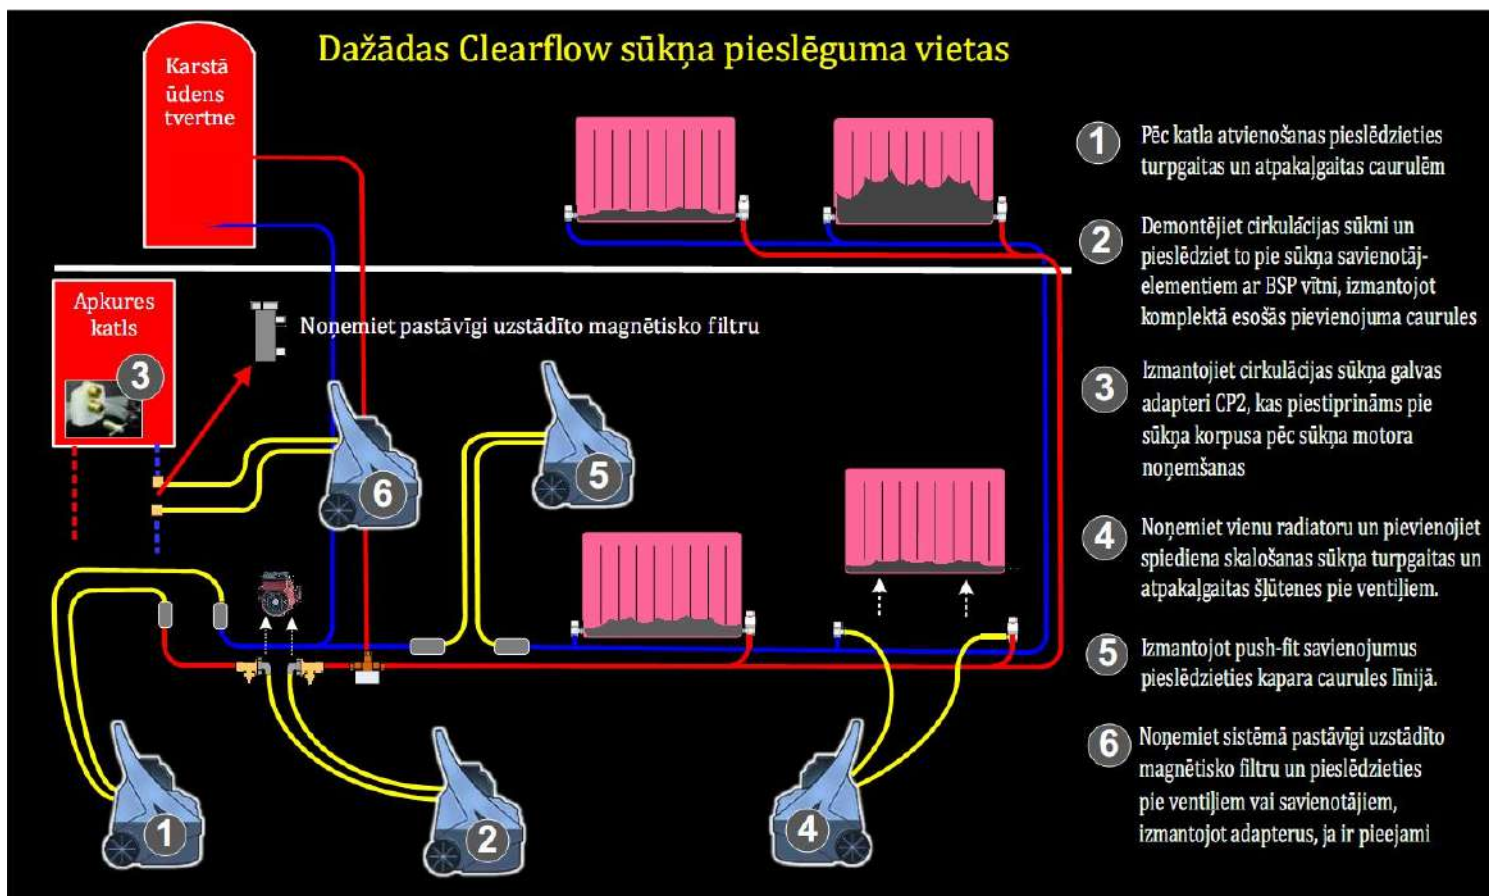 Dažādas Clearflow sūkņa pieslēguma vietas
Karstā
ūdens
tvertne
Apkures
katls
3
Noņemiet pastāvīgi uzstādīto magnētisko filtru
6
5
1
2
4
1
Pēc katla atvienošanas pieslēdzieties
turpgaitas un atpakaļgaitas caurulēm
2
Demontējiet cirkulācijas sūkni un
pieslēdziet to pie sūkņa savienotāj-
elementiem ar BSP vītni, izmantojot
komplektā esošās pievienojuma caurules
3
Izmantojiet cirkulācijas sūkņa galvas
adapteri CP2, kas piestiprināms pie
sūkņa korpusa pēc sūkņa motora
noņemšanas
4
Noņemiet vienu radiatoru un pievienojiet
spiediena skalošanas sūkņa turpgaitas un
atpakaļgaitas šļūtenes pie ventiļiem.
5
Izmantojot push-fit savienojumus
pieslēdzieties kapara caurules līnijā.
6
Noņemiet sistēmā pastāvīgi uzstādīto
magnētisko filtru un pieslēdzieties
pie ventiļiem vai savienotājiem,
izmantojot adapterus, ja ir pieejami